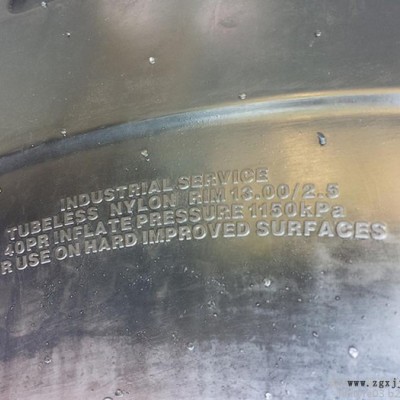 INDUSTRIAL SERVICE
TUBELESS NYLON RIM 13.00/2.5
40PR INFLATE PRESSURE 1150kPa
R USE ON HARD IMPROVED SURFACES
www.zgxjj